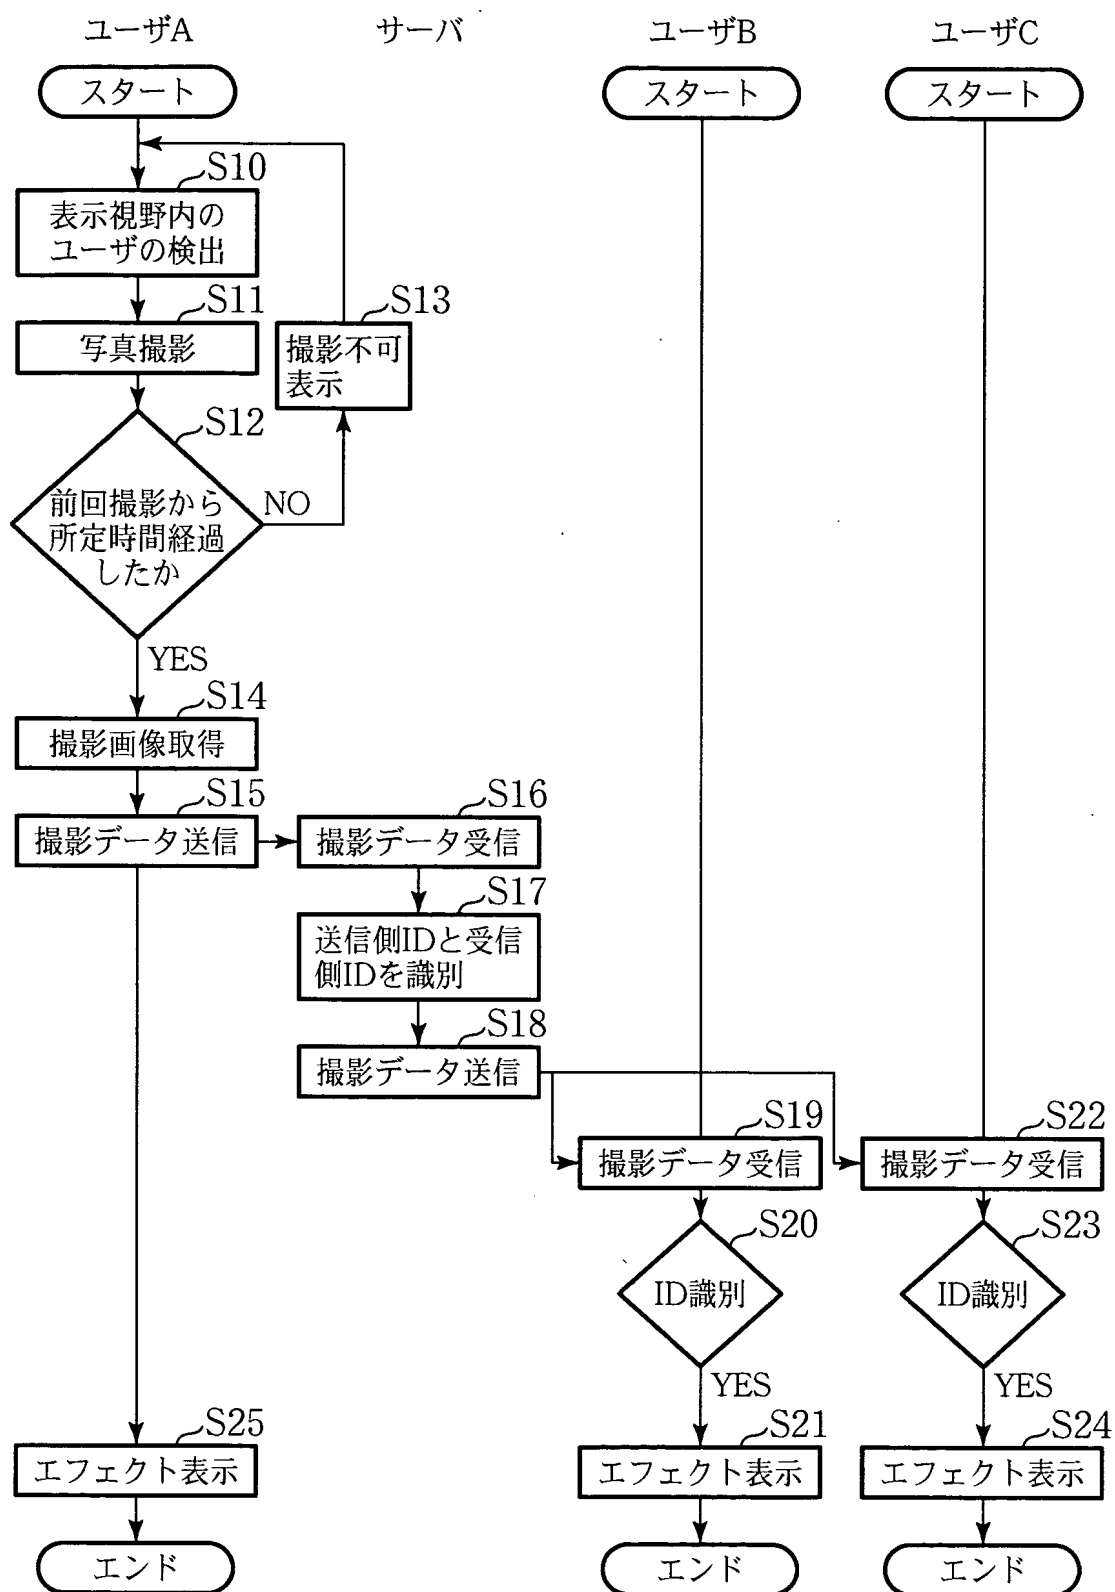 ユーザA
サーバ
ユーザB
ユーザC
スタート
スタート
スタート
S10
表示視野内の
ユーザの検出
S11
写真撮影
S13
撮影不可
表示
S12
前回撮影から
所定時間経過
したか
NO
YES
S14
撮影画像取得
S15
撮影データ送信
S16
撮影データ受信
S17
送信側IDと受信
側IDを識別
S18
撮影データ送信
S19
撮影データ受信
S22
撮影データ受信
S20
ID識別
S23
ID識別
YES
YES
S25
エフェクト表示
S21
エフェクト表示
S24
エフェクト表示
エンド
エンド
エンド